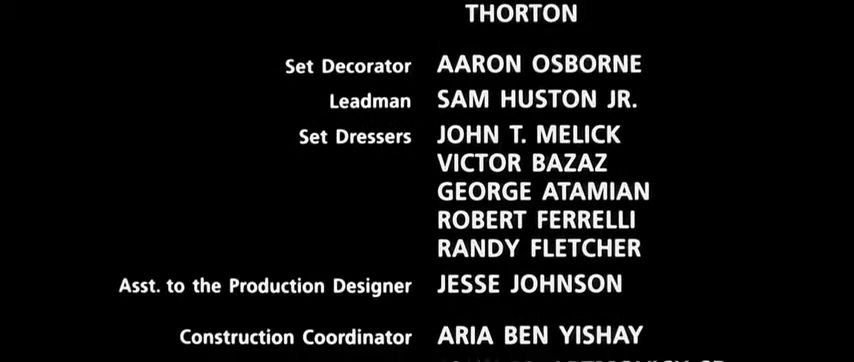 THORTON
Set Decorator AARON OSBORNE
Leadman SAM HUSTON JR.
Set Dressers JOHN T. MELICK
VICTOR BAZAZ
GEORGE ATAMIAN
ROBERT FERRELLI
RANDY FLETCHER
Asst. to the Production Designer JESSE JOHNSON
Construction Coordinator ARIA BEN YISHAY